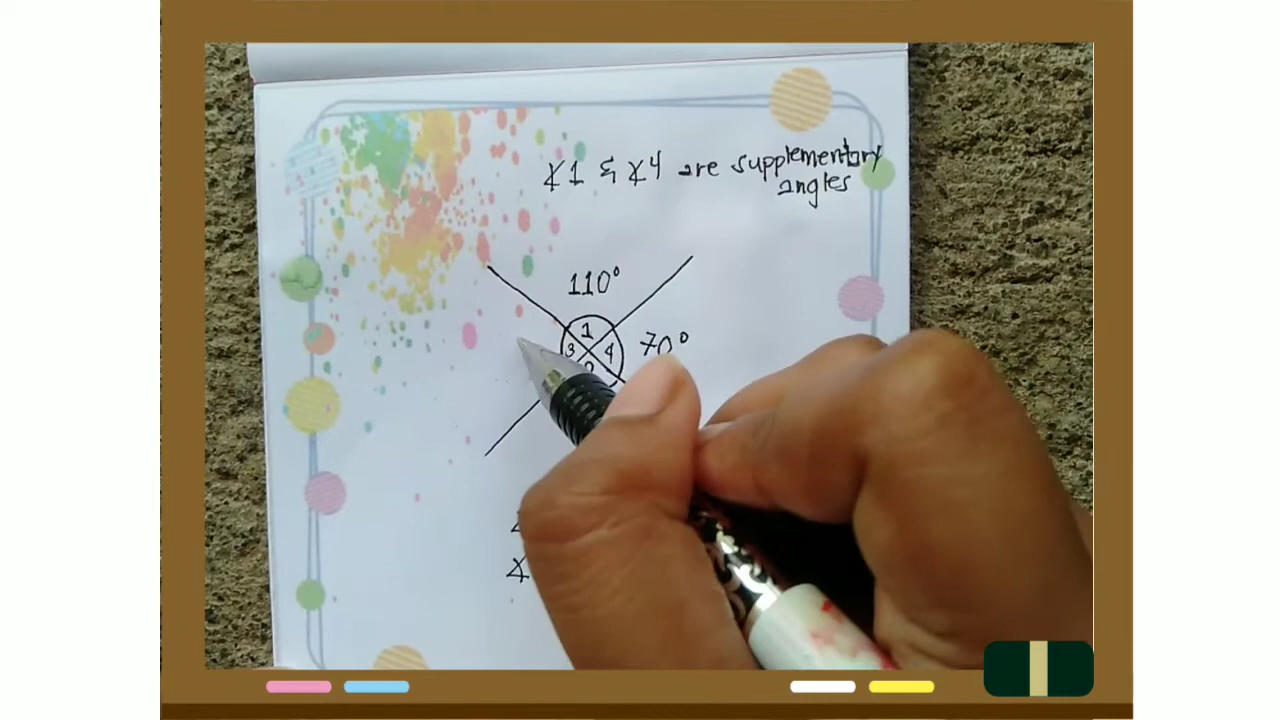 ∡1 & ∡4 are supplementary
angles
110°
1
3 4
70°
∡